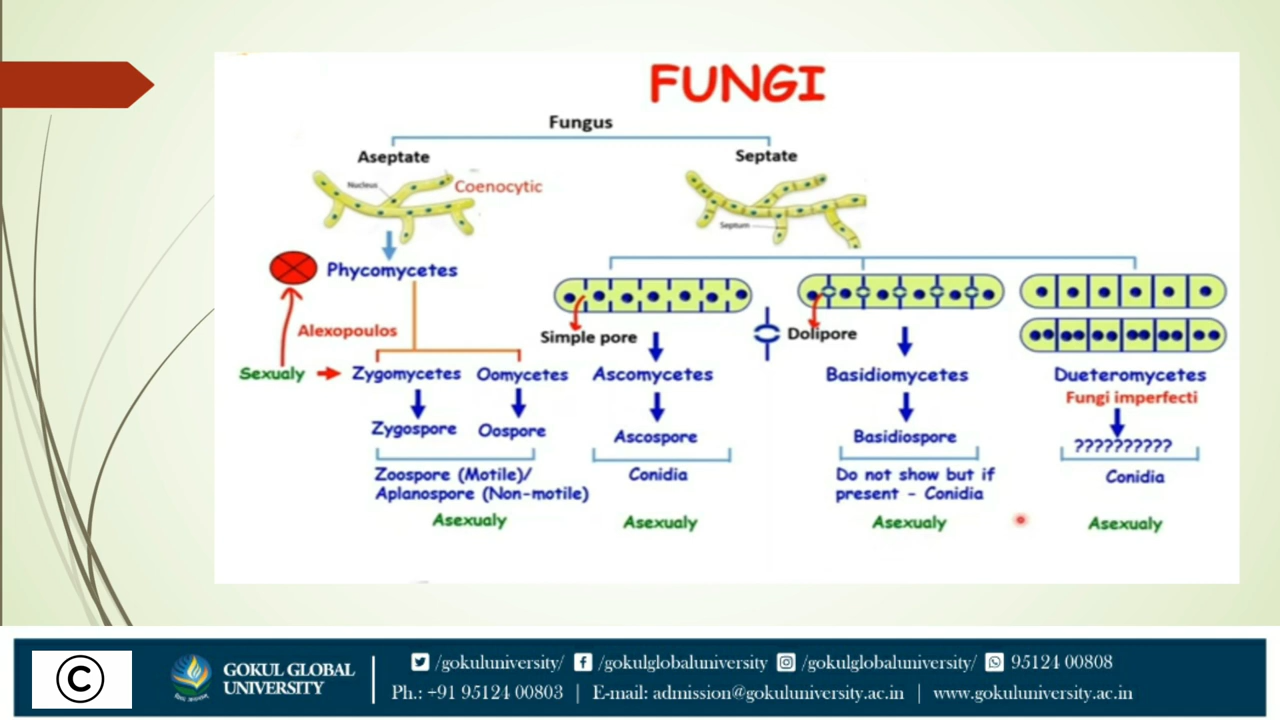 FUNGI
Fungus
Aseptate
Septate
Nucleus
Coenocytic
Septum
Phycomycetes
Alexopoulos
Simple pore
Dolipore
Sexualy
Zygomycetes
Oomycetes
Ascomycetes
Basidiomycetes
Dueteromycetes
Fungi imperfecti
Zygospore
Oospore
Ascospore
Basidiospore
??????????
Zoospore (Motile)/
Aplanospore (Non-motile)
Conidia
Do not show but if
present - Conidia
Conidia
Asexualy
Asexualy
Asexualy
Asexualy
©
GOKUL GLOBAL
UNIVERSITY
/gokuluniversity/ /gokulglobaluniversity /gokulglobaluniversity/ 95124 00808
Ph.: +91 95124 00803 | E-mail: admission@gokuluniversity.ac.in | www.gokuluniversity.ac.in